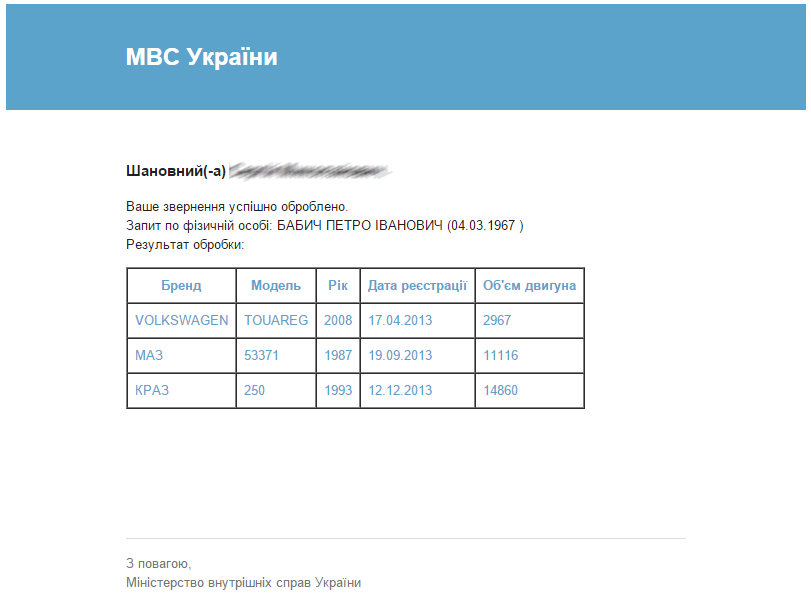 МВС України
Шановний(-а)
Ваше звернення успішно оброблено.
Запит по фізичній особі: БАБИЧ ПЕТРО ІВАНОВИЧ (04.03.1967 )
Результат обробки:
Бренд Модель Рік Дата реєстрації Об'єм двигуна
VOLKSWAGEN TOUAREG 2008 17.04.2013 2967
МАЗ 53371 1987 19.09.2013 11116
КРАЗ 250 1993 12.12.2013 14860
З повагою,
Міністерство внутрішніх справ України